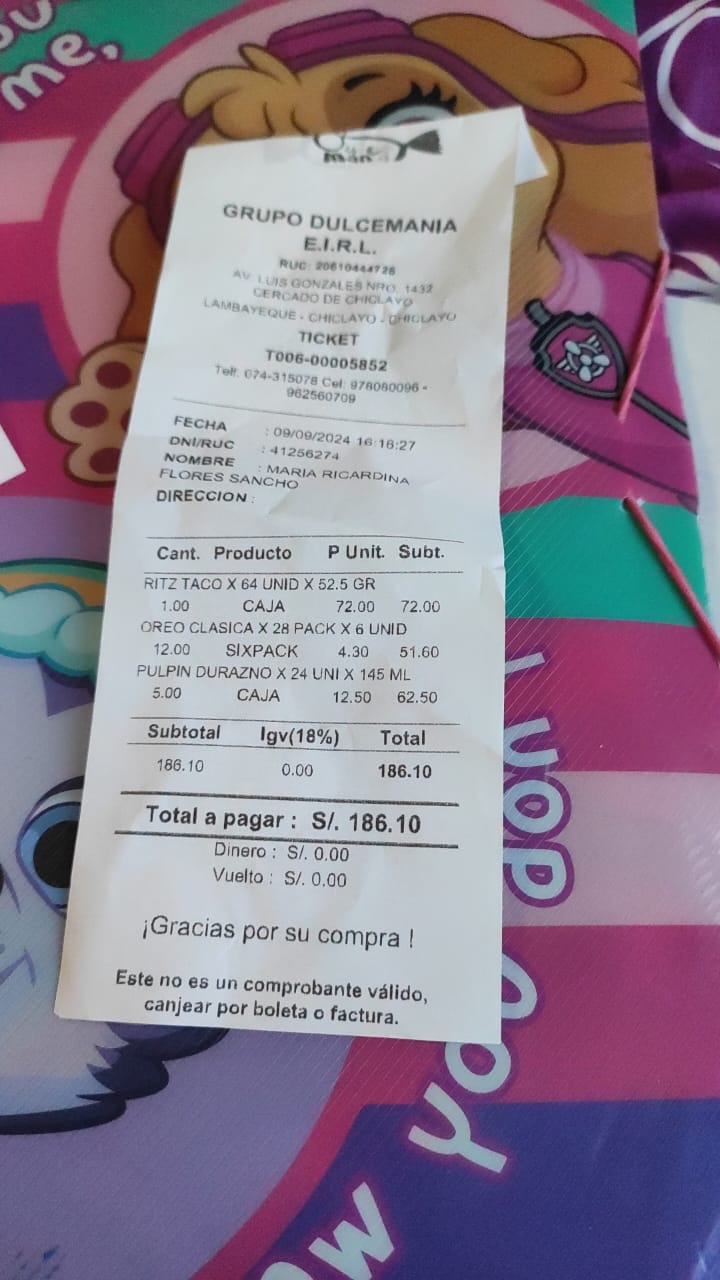 OU
me,
GRUPO DULCEMANIA
E.I.R.L.
RUC: 20610444728
AV. LUIS GONZALES NRO. 1432
CERCADO DE CHICLAYO
LAMBAYEQUE - CHICLAYO - CHICLAYO
TICKET
T006-00005852
Telf: 074-315078 Cel: 978080096 -
962560709
FECHA : 09/09/2024 16:16:27
DNI/RUC : 41256274
NOMBRE : MARIA RICARDINA
FLORES SANCHO
DIRECCION :
Cant. Producto P Unit. Subt.
RITZ TACO X 64 UNID X 52.5 GR
1.00 CAJA 72.00 72.00
OREO CLASICA X 28 PACK X 6 UNID
12.00 SIXPACK 4.30 51.60
PULPIN DURAZNO X 24 UNI X 145 ML
5.00 CAJA 12.50 62.50
Subtotal Igv(18%) Total
186.10 0.00 186.10
Total a pagar : S/. 186.10
Dinero : S/. 0.00
Vuelto : S/. 0.00
¡Gracias por su compra !
Este no es un comprobante válido,
canjear por boleta o factura.